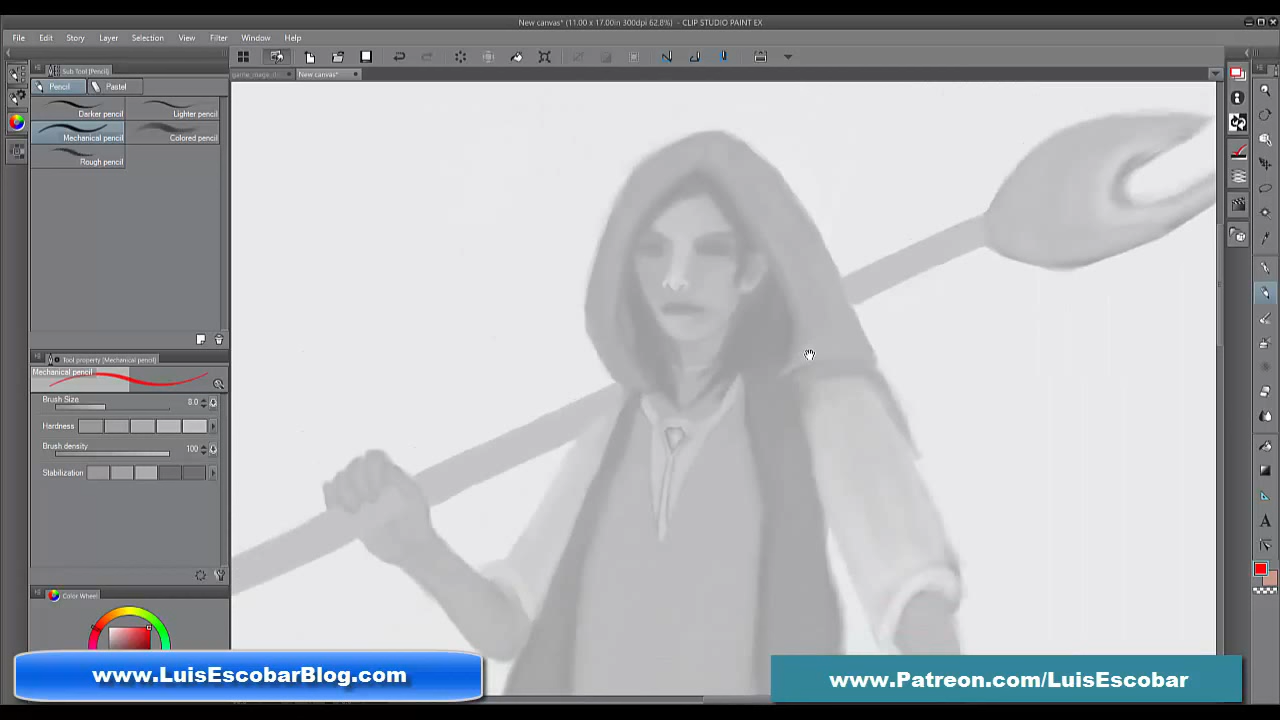 New canvas* (11.00 x 17.00in 300dpi 62.8%) - CLIP STUDIO PAINT EX
File Edit Story Layer Selection View Filter Window Help
Sub Tool [Pencil]
New canvas*
Pencil Pastel
Darker pencil Lighter pencil
Mechanical pencil Colored pencil
Rough pencil
Tool property [Mechanical pencil]
Mechanical pencil
Brush Size 8.0
Hardness
Brush density 100
Stabilization
Color Wheel
www.LuisEscobarBlog.com
www.Patreon.com/LuisEscobar